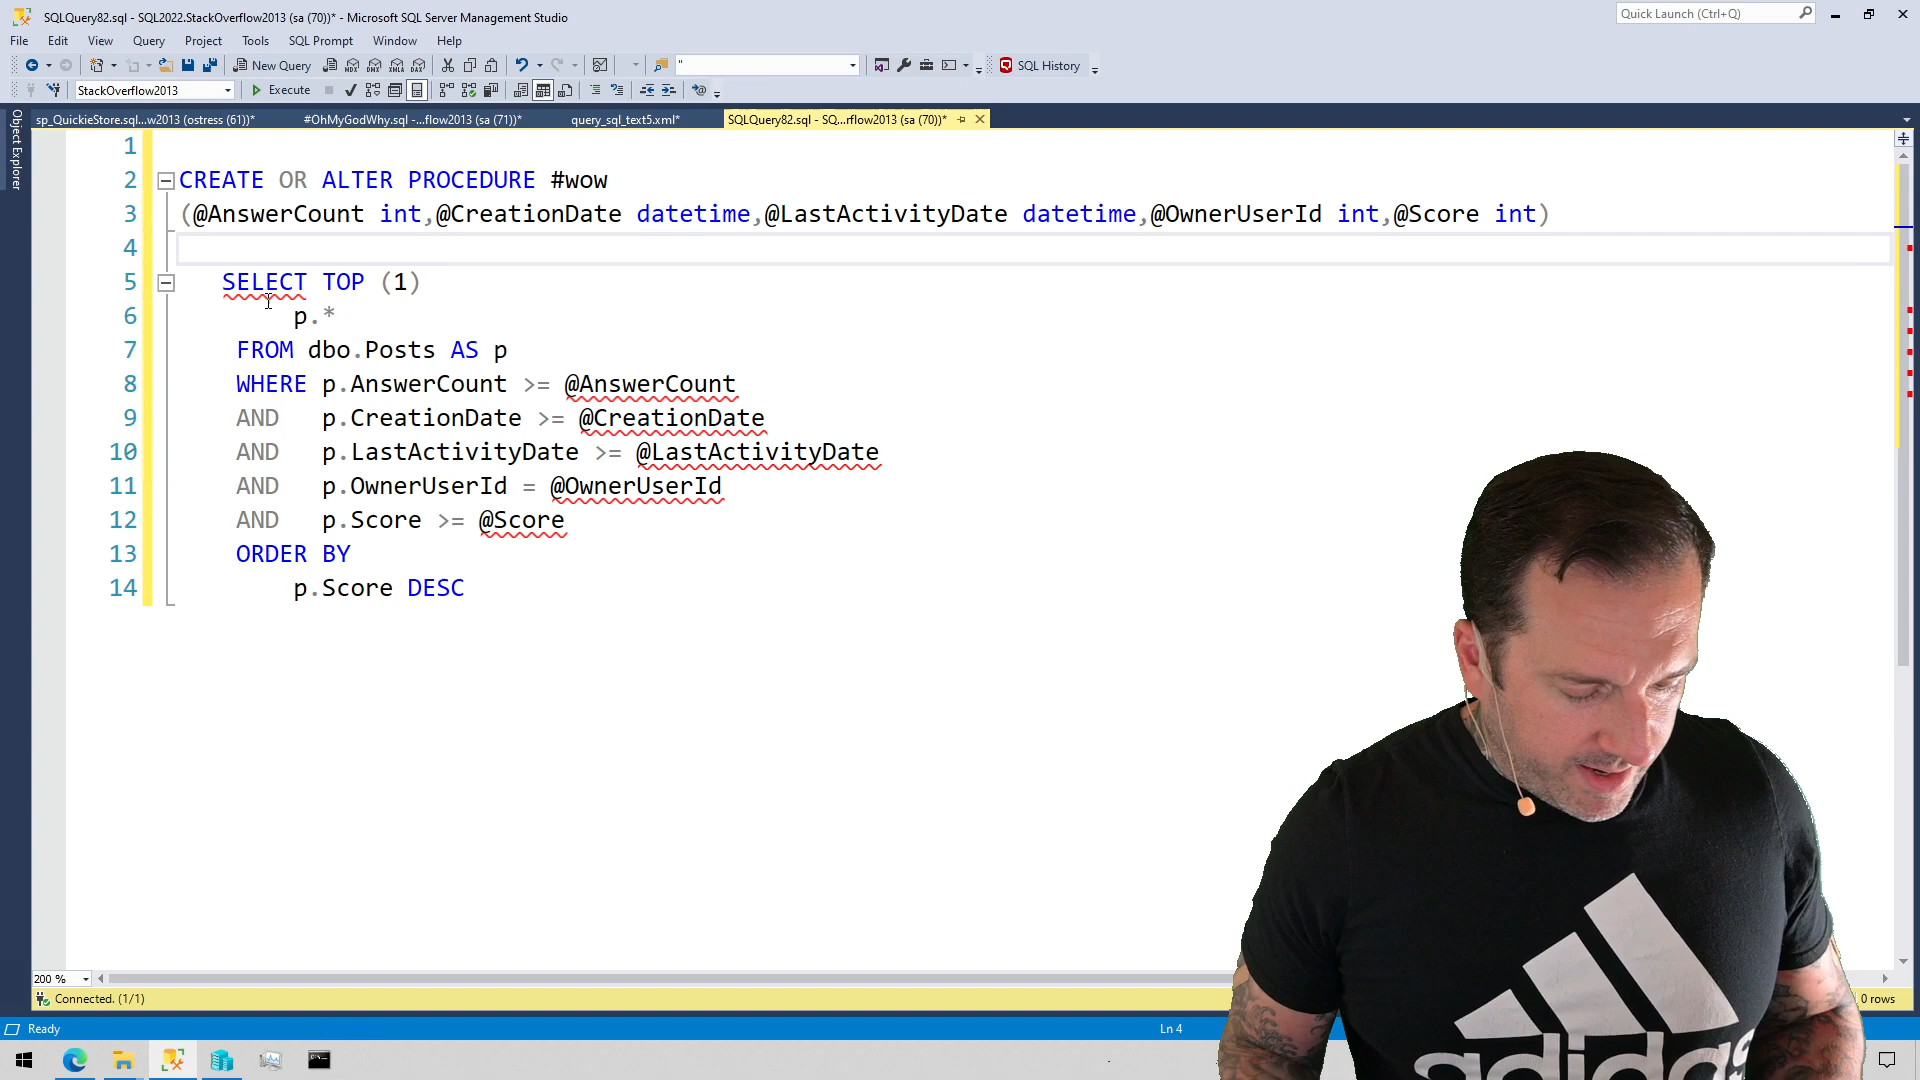 SQLQuery82.sql - SQL2022.StackOverflow2013 (sa (70))* - Microsoft SQL Server Management Studio
Quick Launch (Ctrl+Q)
File Edit View Query Project Tools SQL Prompt Window Help
New Query
MDX DMX XMLA DAX
"
SQL History
StackOverflow2013
Execute
sp_QuickieStore.sql...w2013 (ostress (61))*
#OhMyGodWhy.sql -...flow2013 (sa (71))*
query_sql_text5.xml*
SQLQuery82.sql - SQ...rflow2013 (sa (70))*
Object Explorer
1
2 CREATE OR ALTER PROCEDURE #wow
3 (@AnswerCount int,@CreationDate datetime,@LastActivityDate datetime,@OwnerUserId int,@Score int)
4
5 SELECT TOP (1)
6 p.*
7 FROM dbo.Posts AS p
8 WHERE p.AnswerCount >= @AnswerCount
9 AND p.CreationDate >= @CreationDate
10 AND p.LastActivityDate >= @LastActivityDate
11 AND p.OwnerUserId = @OwnerUserId
12 AND p.Score >= @Score
13 ORDER BY
14 p.Score DESC
200 %
Connected. (1/1)
0 rows
Ready
Ln 4
adidas